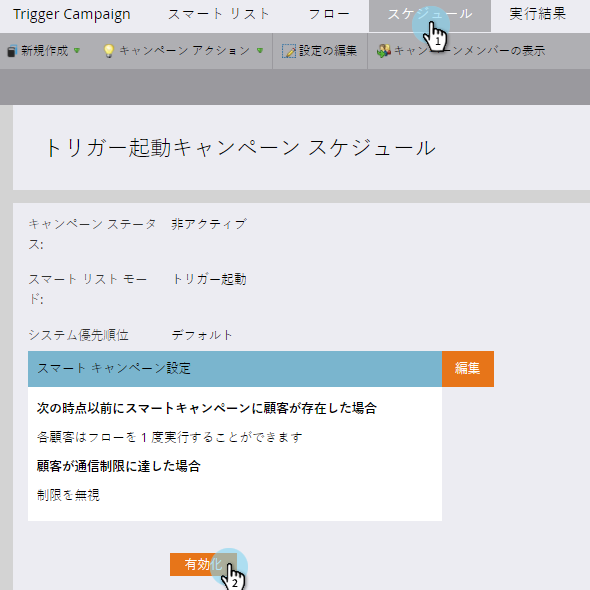 Trigger Campaign スマート リスト フロー スケジュール 実行結果
1
新規作成 キャンペーン アクション 設定の編集 キャンペーンメンバーの表示
トリガー起動キャンペーン スケジュール
キャンペーン ステータ 非アクティブ
ス:
スマート リスト モー トリガー起動
ド:
システム優先順位 デフォルト
スマート キャンペーン設定 編集
次の時点以前にスマートキャンペーンに顧客が存在した場合
各顧客はフローを 1 度実行することができます
顧客が通信制限に達した場合
制限を無視
有効化
2